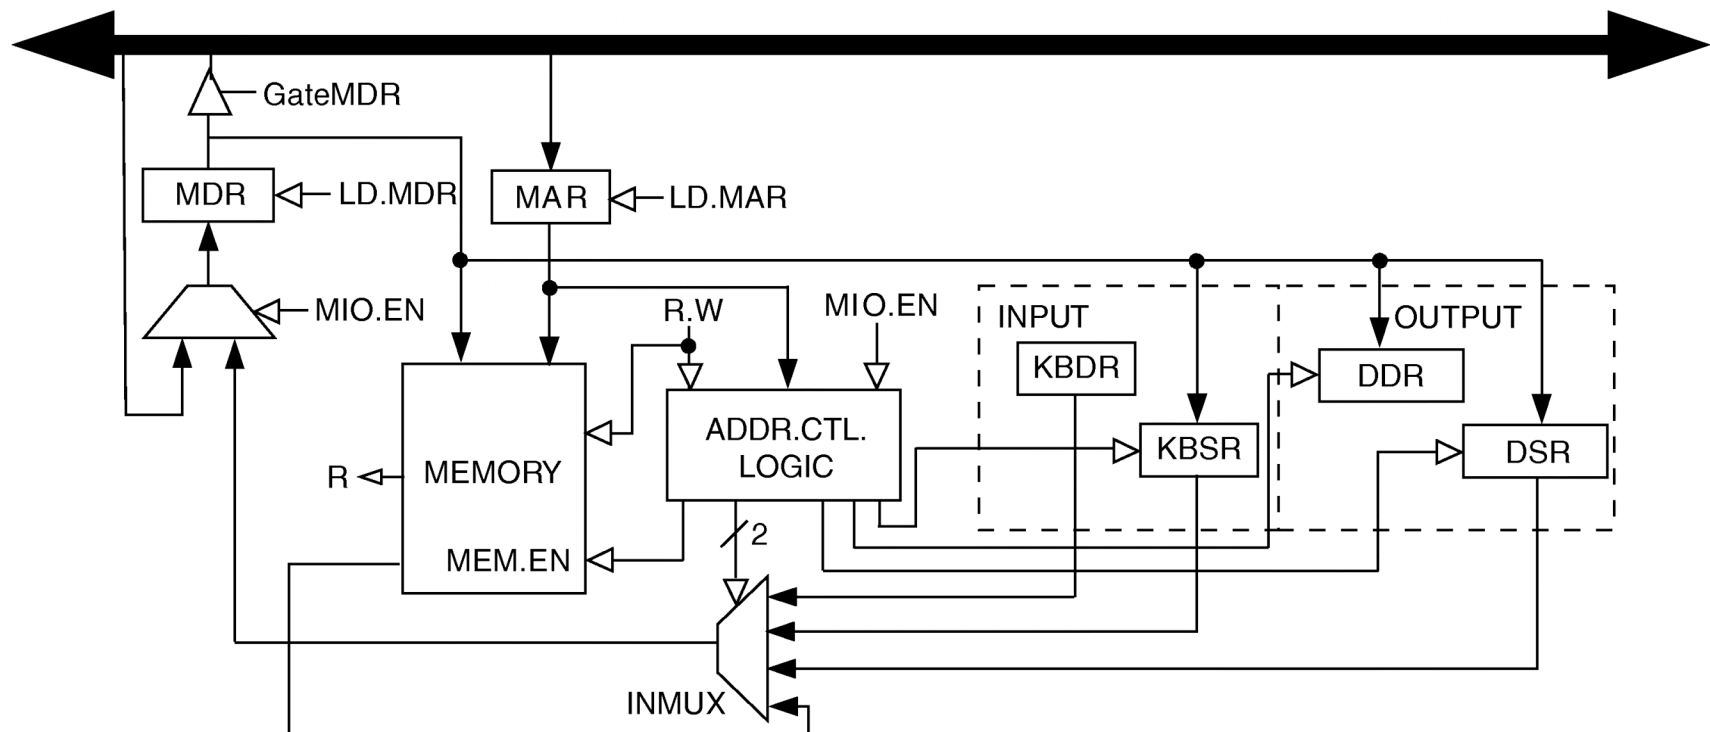 GateMDR
MDR
LD.MDR
MAR
LD.MAR
MIO.EN
R.W
MIO.EN
INPUT
OUTPUT
KBDR
DDR
ADDR.CTL.
LOGIC
KBSR
DSR
R
MEMORY
2
MEM.EN
INMUX